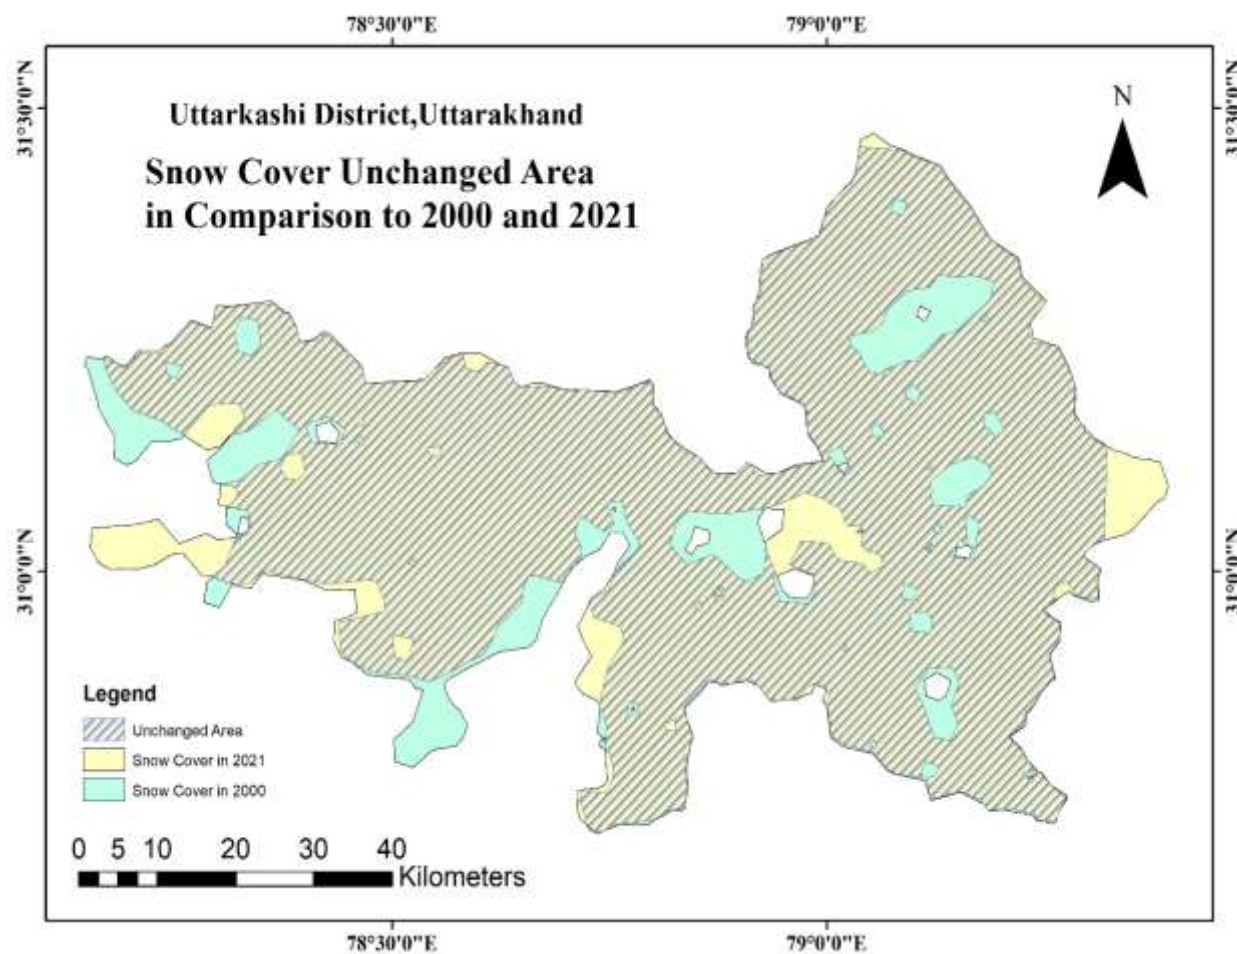 78°30'0"E 79°0'0"E
31°30'0"N 31°30'0"N
N
Uttarkashi District,Uttarakhand
Snow Cover Unchanged Area
in Comparison to 2000 and 2021
31°0'0"N 31°0'0"N
Legend
Unchanged Area
Snow Cover in 2021
Snow Cover in 2000
0 5 10 20 30 40
Kilometers
78°30'0"E 79°0'0"E